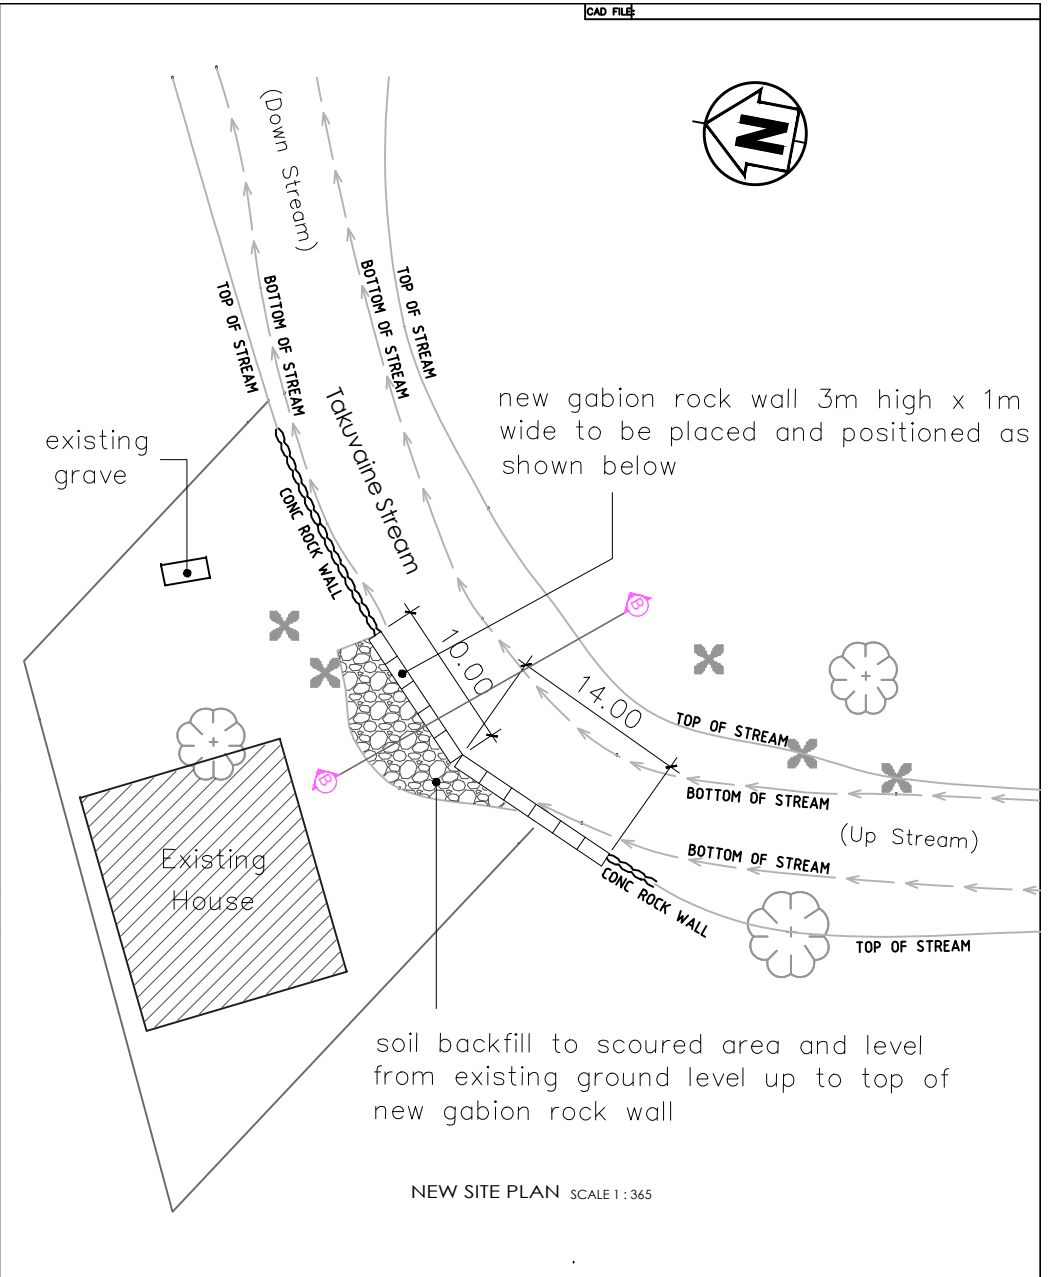 CAD FILE:
(Down Stream)
N
TOP OF STREAM
BOTTOM OF STREAM
BOTTOM OF STREAM
TOP OF STREAM
Takuvaine Stream
new gabion rock wall 3m high x 1m
wide to be placed and positioned as
shown below
existing
grave
CONC ROCK WALL
B
10.00
14.00
TOP OF STREAM
B
BOTTOM OF STREAM
(Up Stream)
BOTTOM OF STREAM
Existing
House
CONC ROCK WALL
TOP OF STREAM
soil backfill to scoured area and level
from existing ground level up to top of
new gabion rock wall
NEW SITE PLAN SCALE 1 : 365